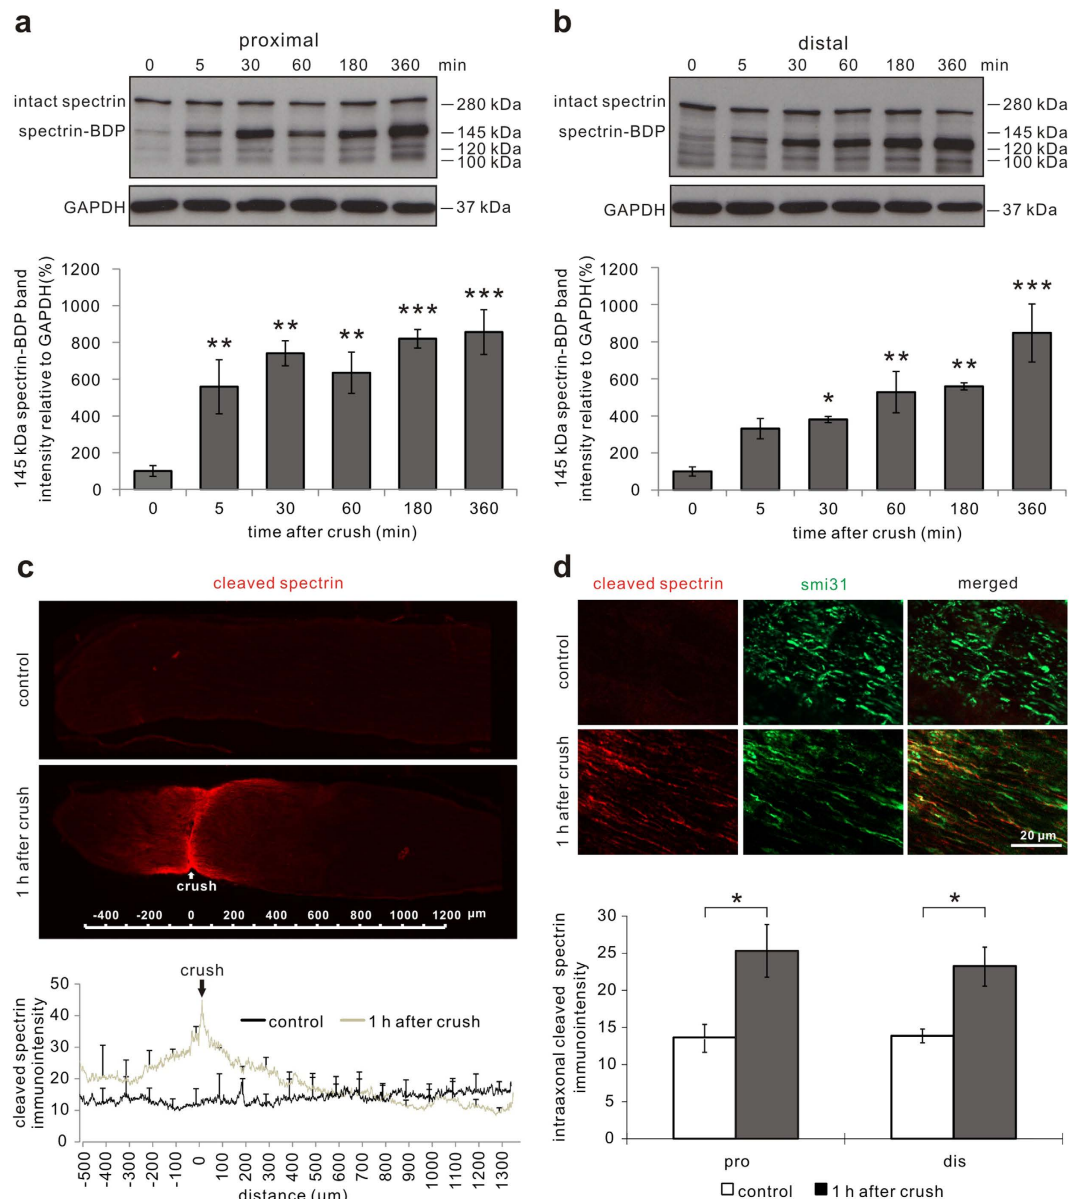 a
proximal
0 5 30 60 180 360 min
intact spectrin
spectrin-BDP
280 kDa
145 kDa
120 kDa
100 kDa
GAPDH
37 kDa
145 kDa spectrin-BDP band
intensity relative to GAPDH(%)
1200
1000
800
600
400
200
0
** ** ** *** ***
0 5 30 60 180 360
time after crush (min)
b
distal
0 5 30 60 180 360 min
intact spectrin
spectrin-BDP
280 kDa
145 kDa
120 kDa
100 kDa
GAPDH
37 kDa
145 kDa spectrin-BDP band
intensity relative to GAPDH(%)
1200
1000
800
600
400
200
0
* ** ** ***
0 5 30 60 180 360
time after crush (min)
c
cleaved spectrin
control
1 h after crush
crush
-400 -200 0 200 400 600 800 1000 1200 μm
crush
control 1 h after crush
cleaved spectrin
immunointensity
50
40
30
20
10
0
-500 -400 -300 -200 -100 0 100 200 300 400 500 600 700 800 900 1000 1100 1200 1300
distance (μm)
d
cleaved spectrin smi31 merged
control
1 h after crush
20 μm
intraaxonal cleaved spectrin
immunointensity
30
25
20
15
10
5
0
* *
pro dis
control 1 h after crush